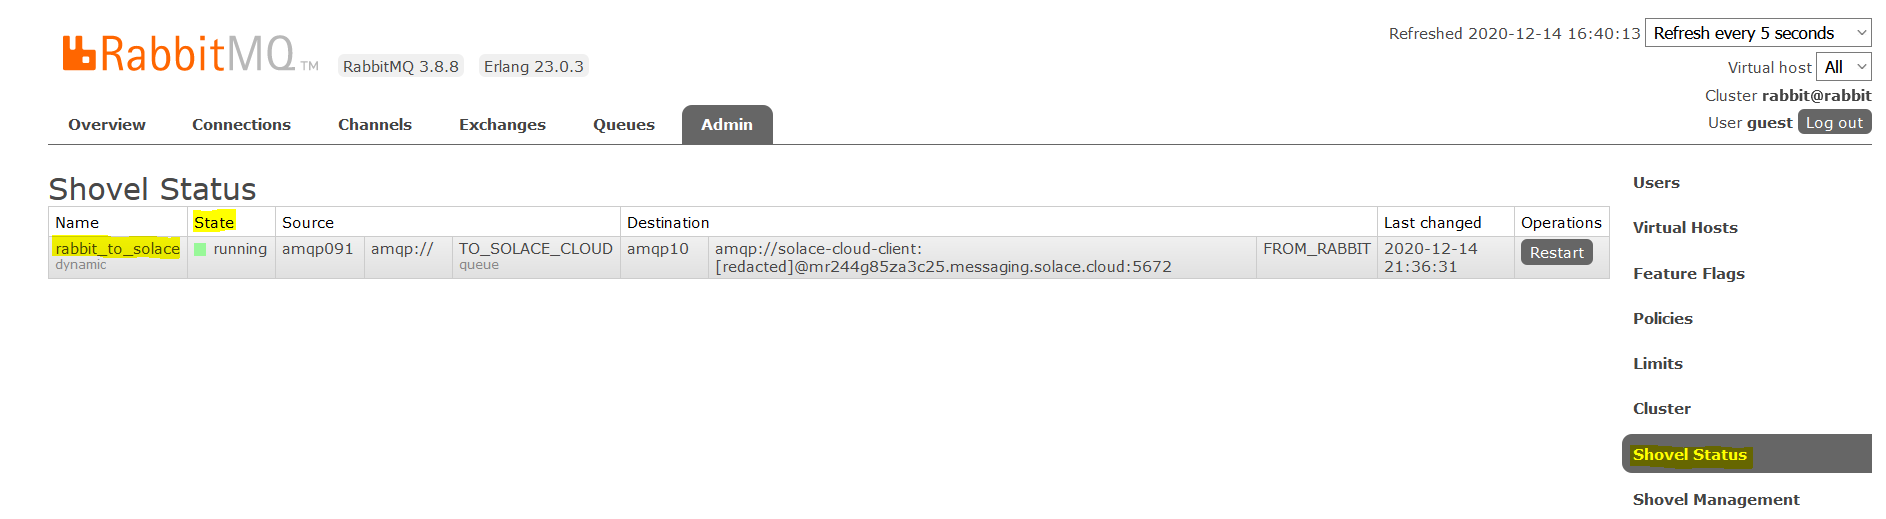 RabbitMQ TM
RabbitMQ 3.8.8 Erlang 23.0.3
Refreshed 2020-12-14 16:40:13 Refresh every 5 seconds
Virtual host All
Cluster rabbit@rabbit
User guest Log out
Overview Connections Channels Exchanges Queues Admin
Shovel Status
Name State Source Destination Last changed Operations
rabbit_to_solace running amqp091 amqp:// TO_SOLACE_CLOUD amqp10 amqp://solace-cloud-client: FROM_RABBIT 2020-12-14 Restart
dynamic queue [redacted]@mr244g85za3c25.messaging.solace.cloud:5672 21:36:31
Users
Virtual Hosts
Feature Flags
Policies
Limits
Cluster
Shovel Status
Shovel Management